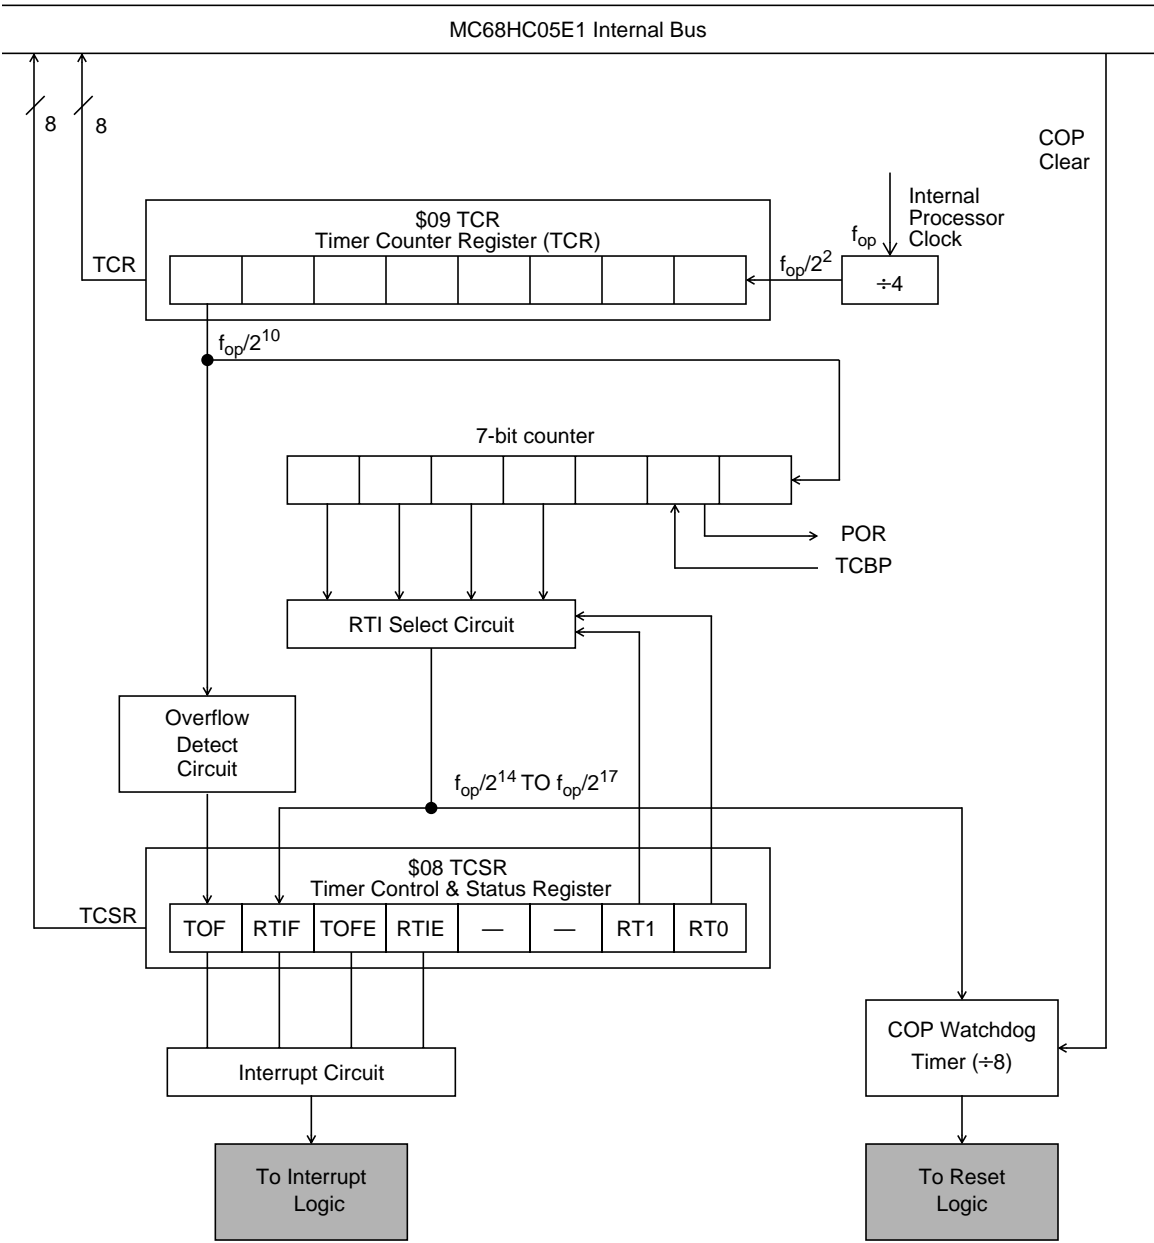 MC68HC05E1 Internal Bus
8
8
COP
Clear
Internal
Processor
Clock
$09 TCR
Timer Counter Register (TCR)
f_op
TCR
f_op/2^2
÷4
f_op/2^10
7-bit counter
POR
TCBP
RTI Select Circuit
Overflow
Detect
Circuit
f_op/2^14 TO f_op/2^17
$08 TCSR
Timer Control & Status Register
TCSR
TOF RTIF TOFE RTIE — — RT1 RT0
COP Watchdog
Timer (÷8)
Interrupt Circuit
To Interrupt
Logic
To Reset
Logic